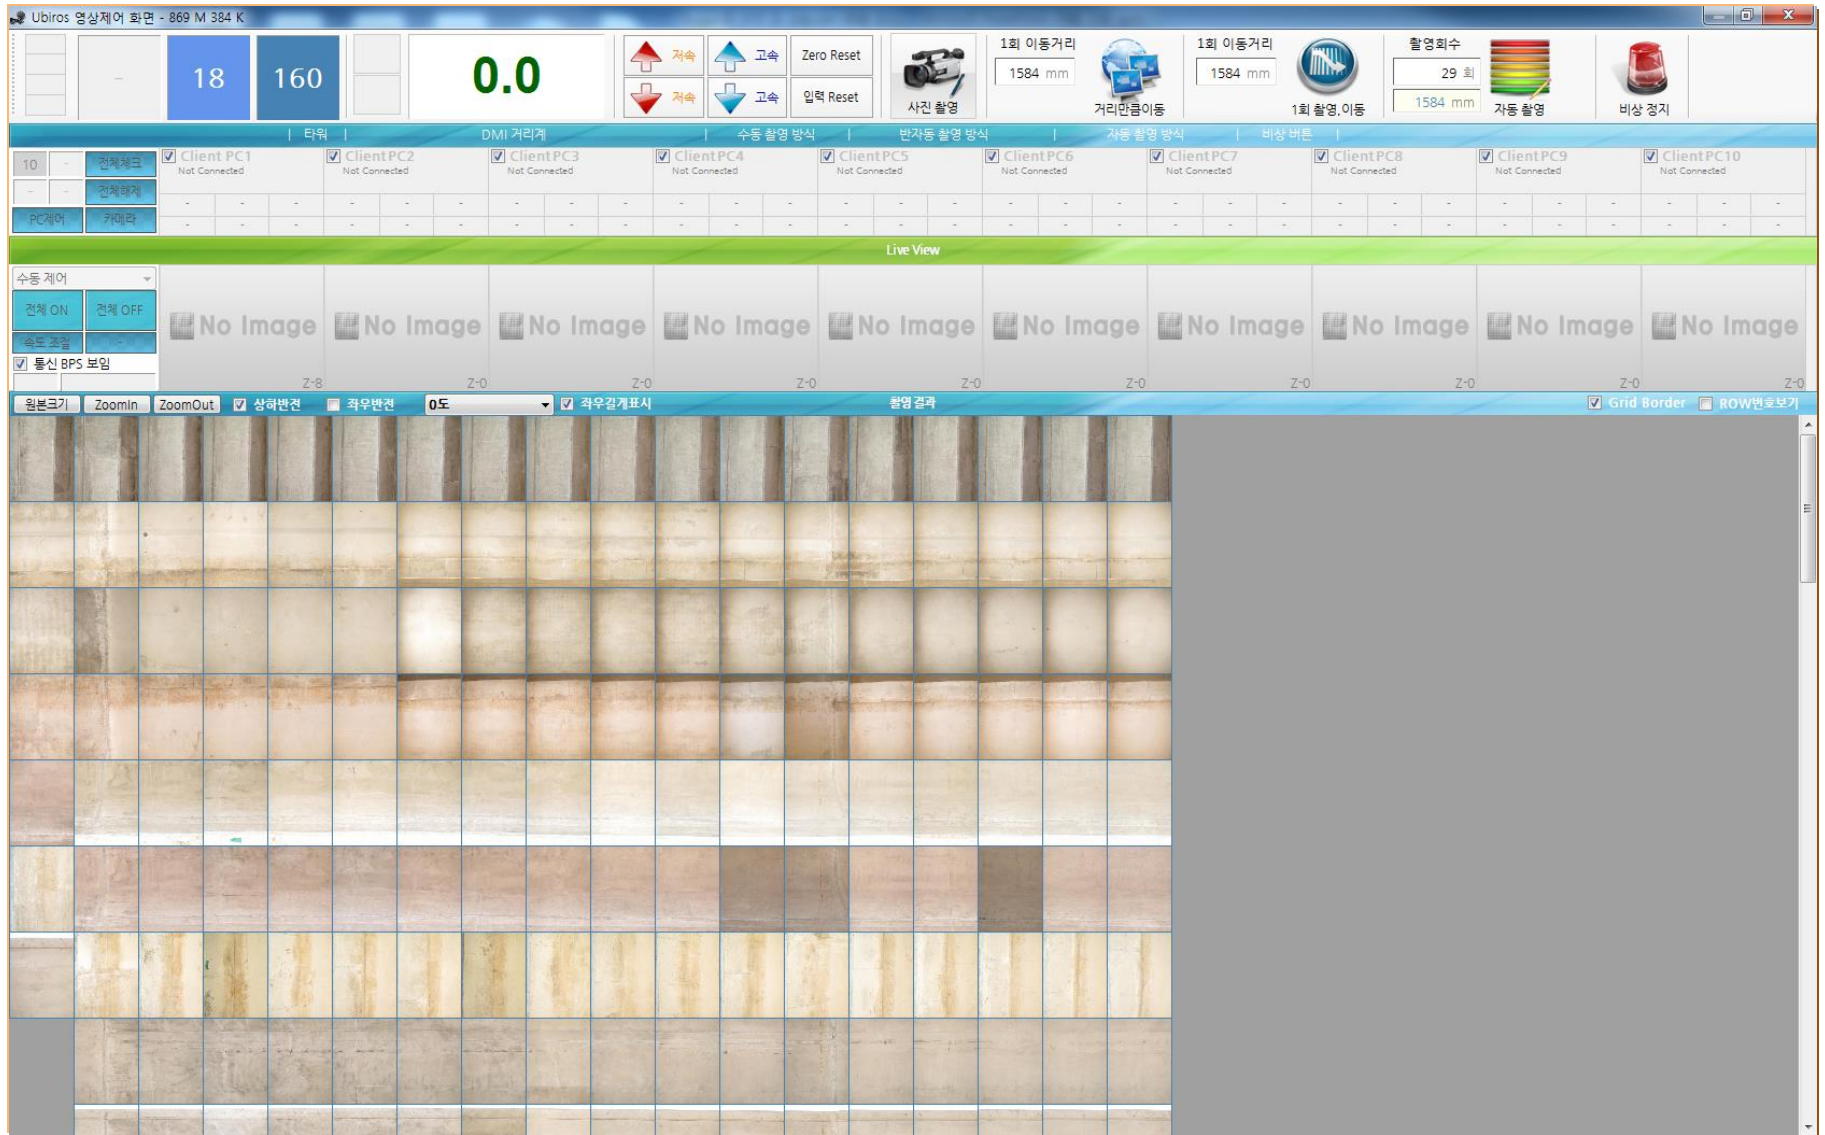 Ubiros 영상제어 화면 - 869 M 384 K
-
18
160
0.0
저속
고속
Zero Reset
저속
고속
입력 Reset
사진 촬영
1회 이동거리
1584 mm
거리만큼이동
1회 이동거리
1584 mm
1회 촬영,이동
촬영회수
29 회
1584 mm
자동 촬영
비상 정지
| 타워 | DMI 거리계 | 수동 촬영 방식 | 반자동 촬영 방식 | 자동 촬영 방식 | 비상 버튼 |
10 - 전체체크
- - 전체해제
PC제어 카메라
Client PC1 Client PC2 Client PC3 Client PC4 Client PC5 Client PC6 Client PC7 Client PC8 Client PC9 Client PC10
Not Connected Not Connected Not Connected Not Connected Not Connected Not Connected Not Connected Not Connected Not Connected Not Connected
- - - - - - - - - - - - - - - - - - - - - - - - - - - - - -
- - - - - - - - - - - - - - - - - - - - - - - - - - - - - -
Live View
수동 제어
전체 ON 전체 OFF
속도 조절 -
통신 BPS 보임
No Image No Image No Image No Image No Image No Image No Image No Image No Image No Image
Z-8 Z-0 Z-0 Z-0 Z-0 Z-0 Z-0 Z-0 Z-0 Z-0
원본크기 ZoomIn ZoomOut 상하반전 좌우반전 0도 좌우길게표시 촬영결과 Grid Border ROW번호보기